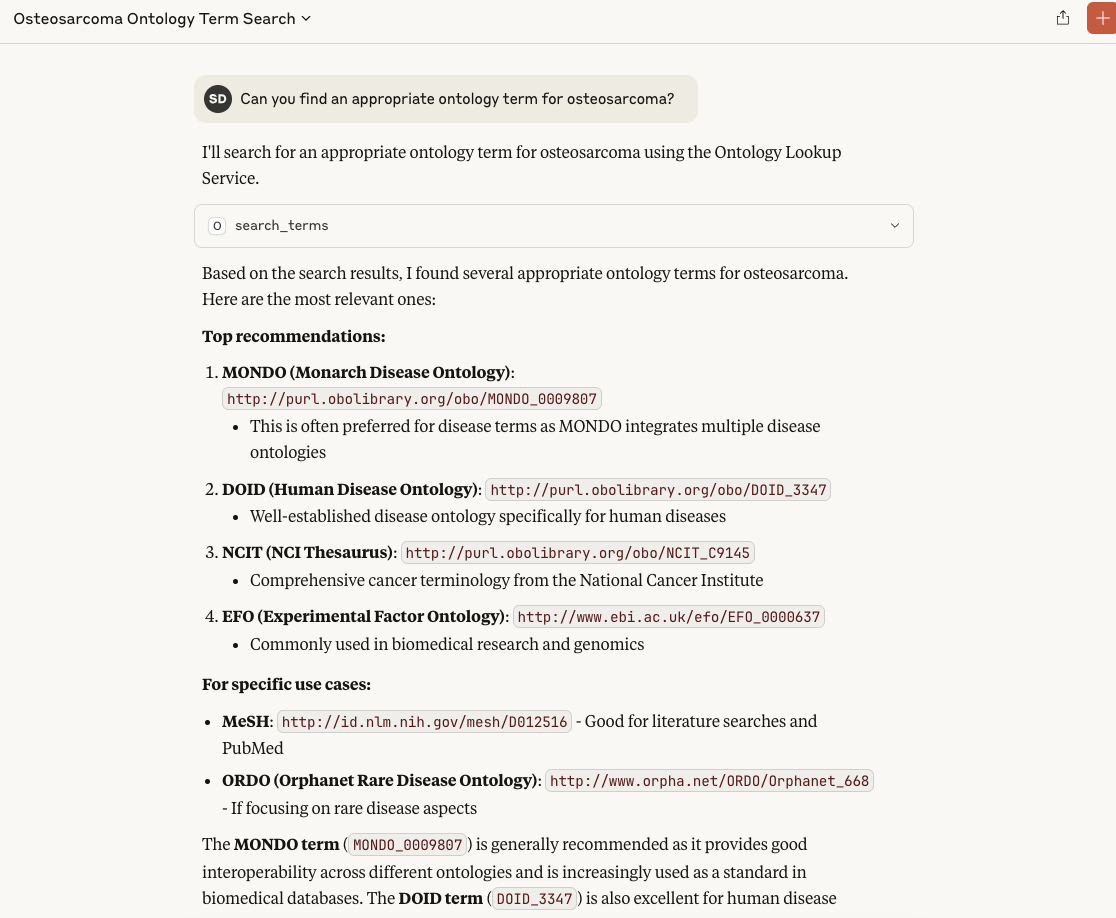 Osteosarcoma Ontology Term Search
SD Can you find an appropriate ontology term for osteosarcoma?
I'll search for an appropriate ontology term for osteosarcoma using the Ontology Lookup
Service.
O search_terms
Based on the search results, I found several appropriate ontology terms for osteosarcoma.
Here are the most relevant ones:
Top recommendations:
1. MONDO (Monarch Disease Ontology):
http://purl.obolibrary.org/obo/MONDO_0009807
• This is often preferred for disease terms as MONDO integrates multiple disease
ontologies
2. DOID (Human Disease Ontology): http://purl.obolibrary.org/obo/DOID_3347
• Well-established disease ontology specifically for human diseases
3. NCIT (NCI Thesaurus): http://purl.obolibrary.org/obo/NCIT_C9145
• Comprehensive cancer terminology from the National Cancer Institute
4. EFO (Experimental Factor Ontology): http://www.ebi.ac.uk/efo/EFO_0000637
• Commonly used in biomedical research and genomics
For specific use cases:
• MeSH: http://id.nlm.nih.gov/mesh/D012516 - Good for literature searches and
PubMed
• ORDO (Orphanet Rare Disease Ontology): http://www.orpha.net/ORDO/Orphanet_668
- If focusing on rare disease aspects
The MONDO term (MONDO_0009807) is generally recommended as it provides good
interoperability across different ontologies and is increasingly used as a standard in
biomedical databases. The DOID term (DOID_3347) is also excellent for human disease